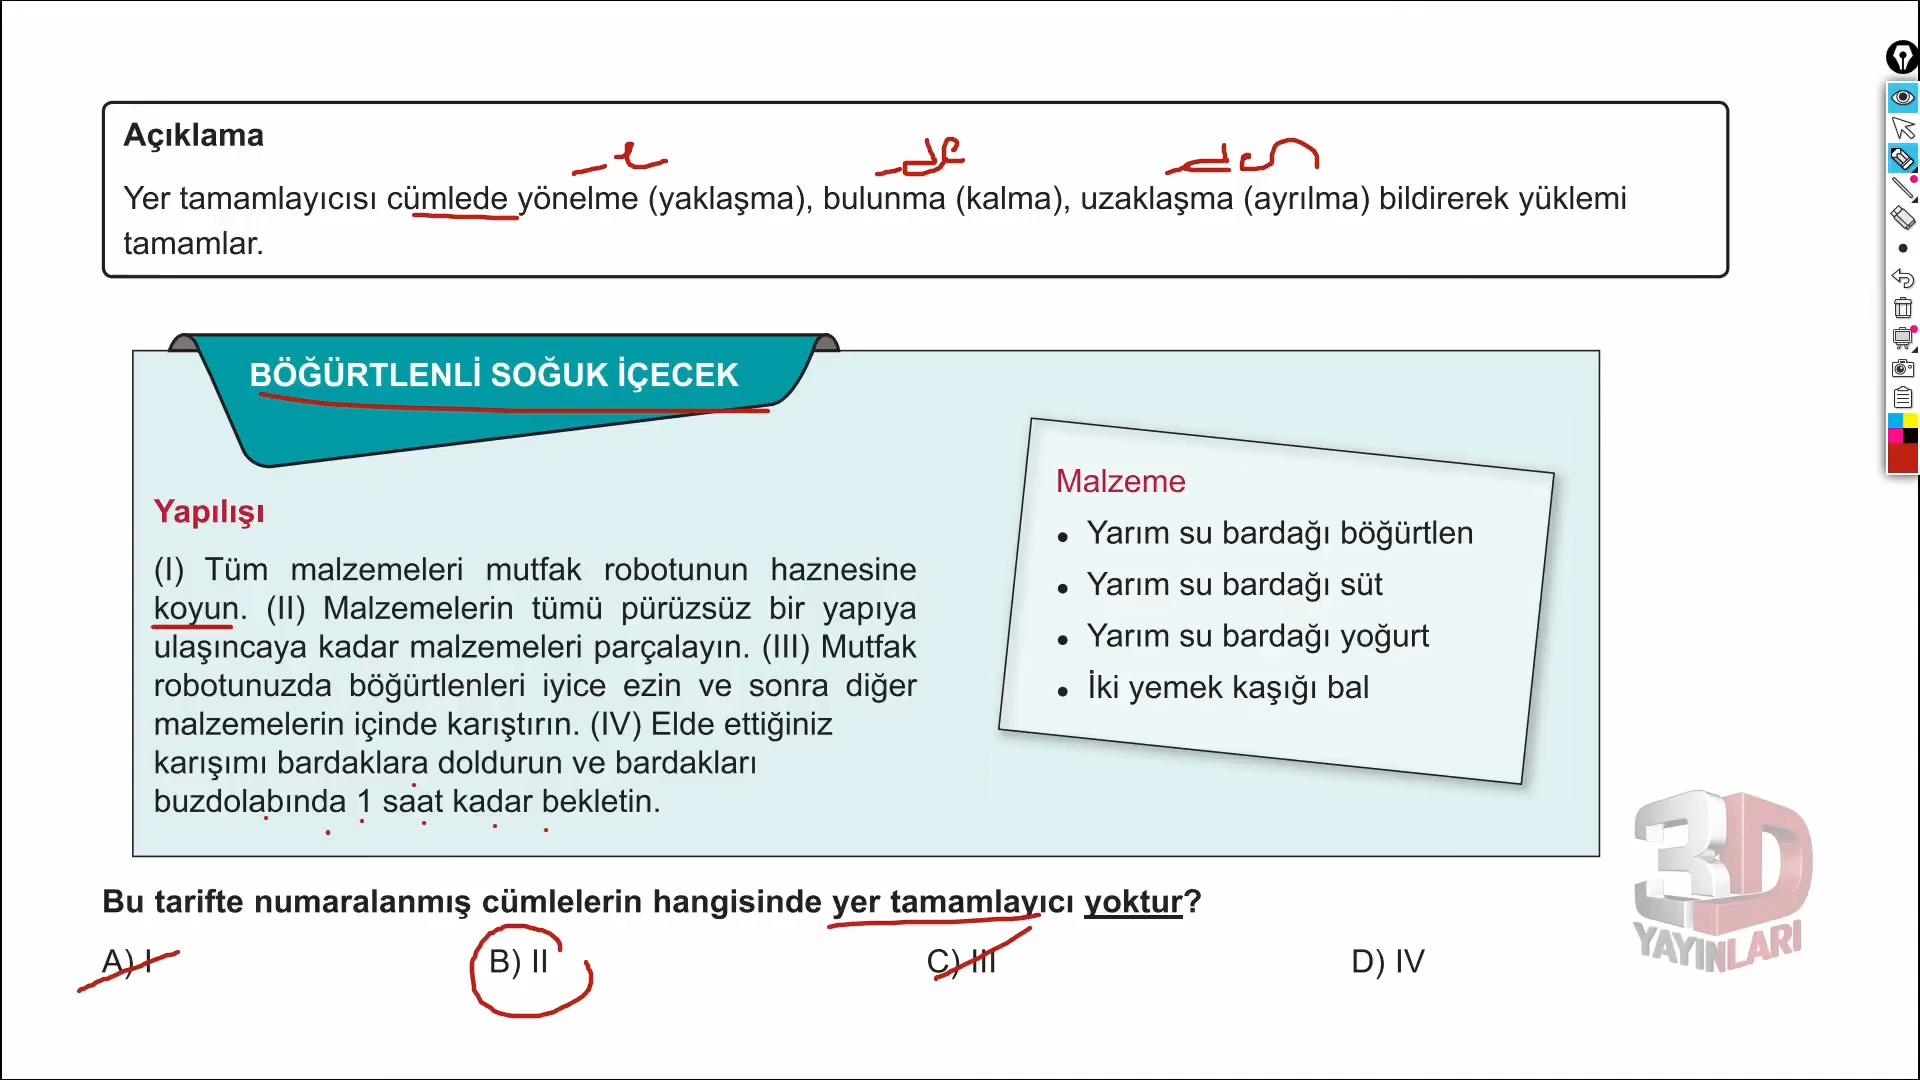 Açıklama
e de den
Yer tamamlayıcısı cümlede yönelme (yaklaşma), bulunma (kalma), uzaklaşma (ayrılma) bildirerek yüklemi
tamamlar.
BÖĞÜRTLENLİ SOĞUK İÇECEK
Yapılışı
(I) Tüm malzemeleri mutfak robotunun haznesine
koyun. (II) Malzemelerin tümü pürüzsüz bir yapıya
ulaşıncaya kadar malzemeleri parçalayın. (III) Mutfak
robotunuzda böğürtlenleri iyice ezin ve sonra diğer
malzemelerin içinde karıştırın. (IV) Elde ettiğiniz
karışımı bardaklara doldurun ve bardakları
buzdolabında 1 saat kadar bekletin.
Malzeme
• Yarım su bardağı böğürtlen
• Yarım su bardağı süt
• Yarım su bardağı yoğurt
• İki yemek kaşığı bal
3D
YAYINLARI
Bu tarifte numaralanmış cümlelerin hangisinde yer tamamlayıcı yoktur?
A) I B) II C) III D) IV